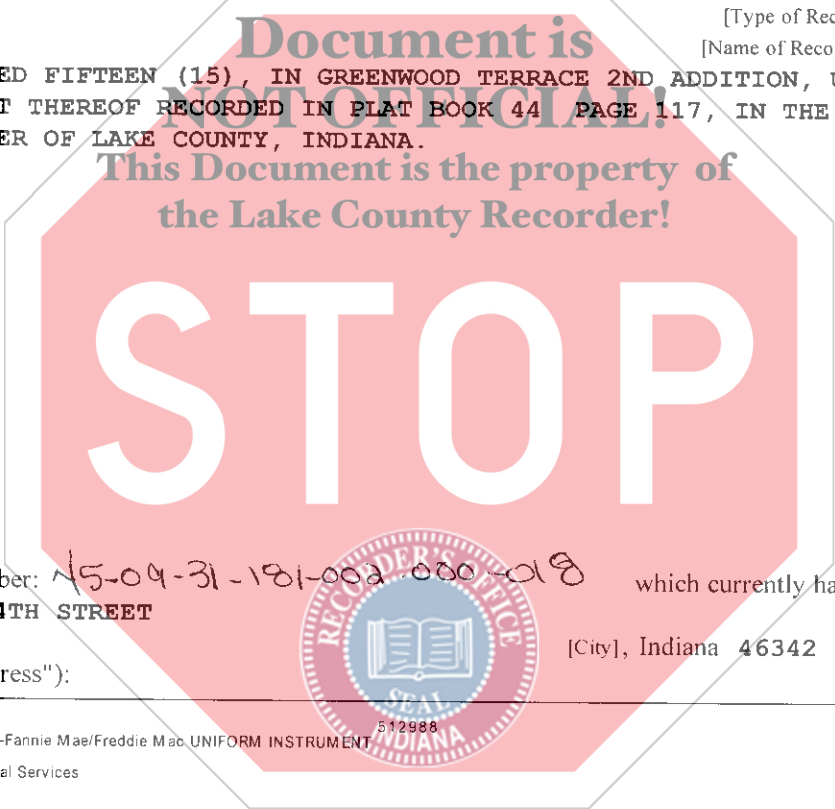 [Type of Rec
Document is
[Name of Reco
ED FIFTEEN (15), IN GREENWOOD TERRACE 2ND ADDITION, U
T THEREOF RECORDED IN PLAT BOOK 44 PAGE 117, IN THE
NOT OFFICIAL!
ER OF LAKE COUNTY, INDIANA.
This Document is the property of
the Lake County Recorder!
STOP
ber: 45-09-31-181-002.000-018 which currently ha
4TH STREET
[City], Indiana 46342
ress"):
RECORDER'S OFFICE
SEAL
INDIANA
512988
-Fannie Mae/Freddie Mac UNIFORM INSTRUMENT
al Services